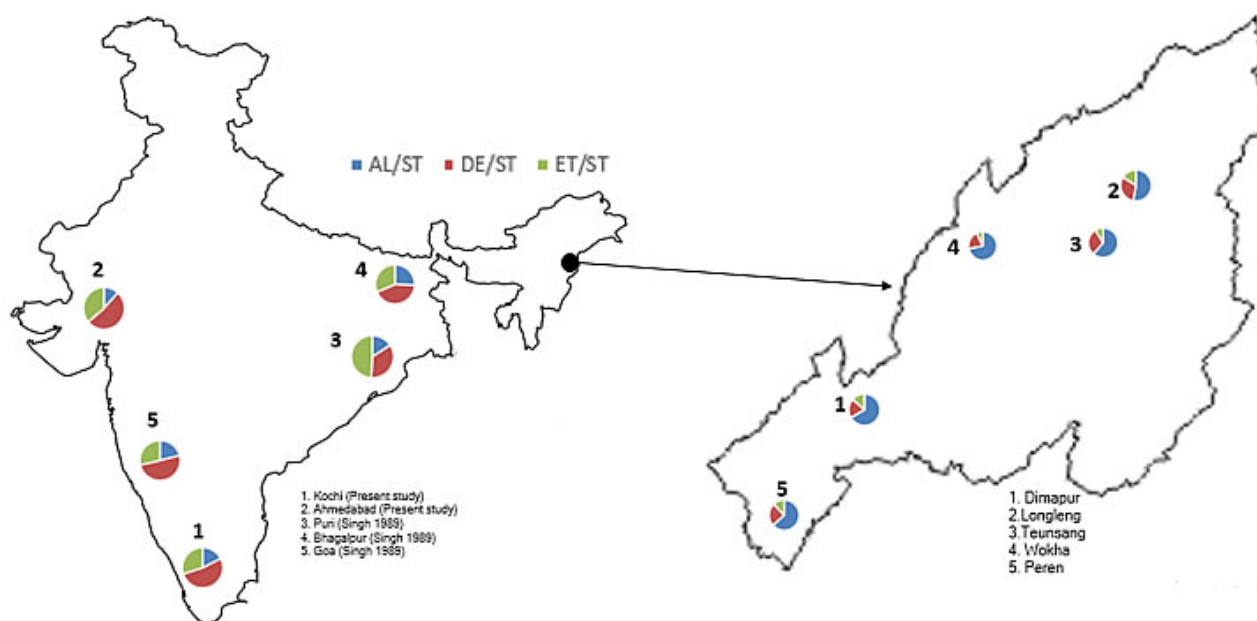 AL/ST DE/ST ET/ST
2
4
3
5
1
1. Kochi (Present study)
2. Ahmedabad (Present study)
3. Puri (Singh 1989)
4. Bhagalpur (Singh 1989)
5. Goa (Singh 1989)
2
4
3
1
5
1. Dimapur
2.Longleng
3.Teunsang
4. Wokha
5. Peren